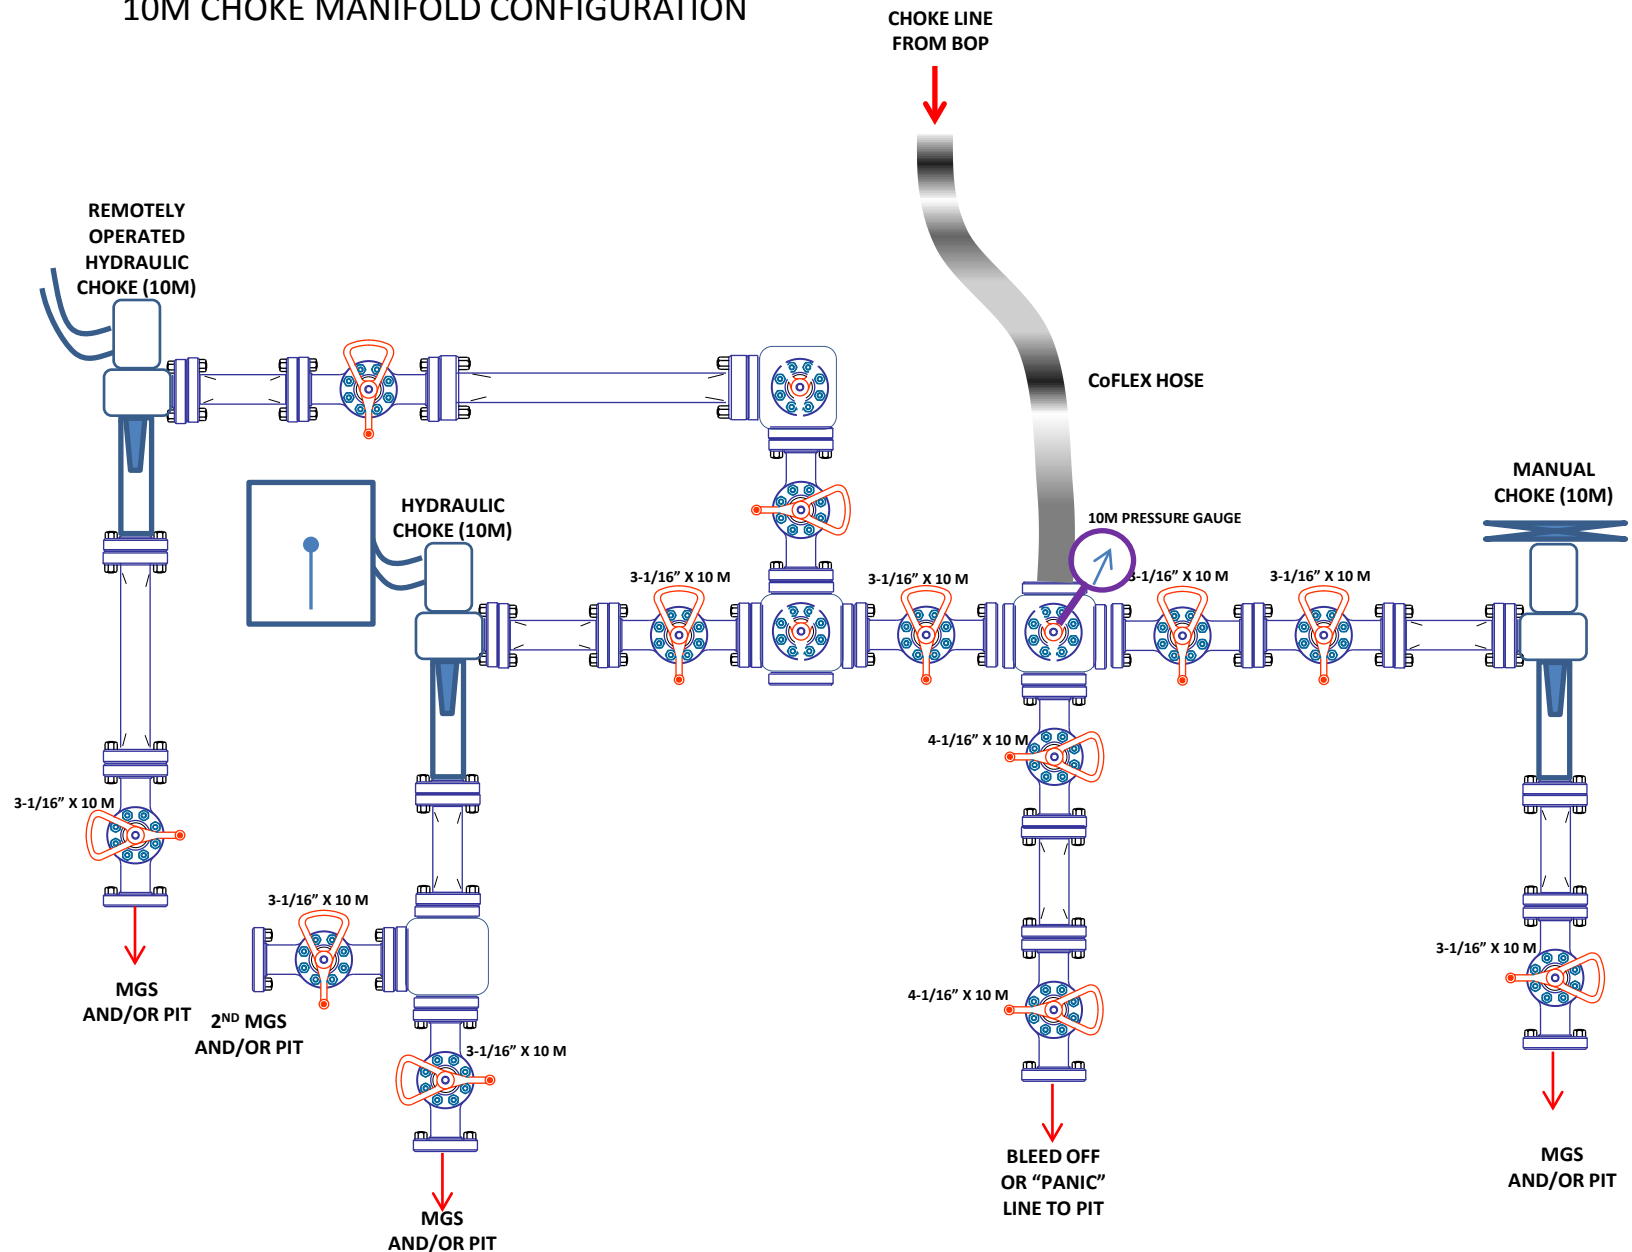 10M CHOKE MANIFOLD CONFIGURATION
CHOKE LINE
FROM BOP
REMOTELY
OPERATED
HYDRAULIC
CHOKE (10M)
CoFLEX HOSE
MANUAL
CHOKE (10M)
HYDRAULIC
CHOKE (10M)
10M PRESSURE GAUGE
3-1/16” X 10 M
3-1/16” X 10 M
3-1/16” X 10 M
3-1/16” X 10 M
4-1/16” X 10 M
3-1/16” X 10 M
3-1/16” X 10 M
3-1/16” X 10 M
4-1/16” X 10 M
MGS
AND/OR PIT
2ND MGS
AND/OR PIT
3-1/16” X 10 M
BLEED OFF
OR “PANIC”
LINE TO PIT
MGS
AND/OR PIT
MGS
AND/OR PIT